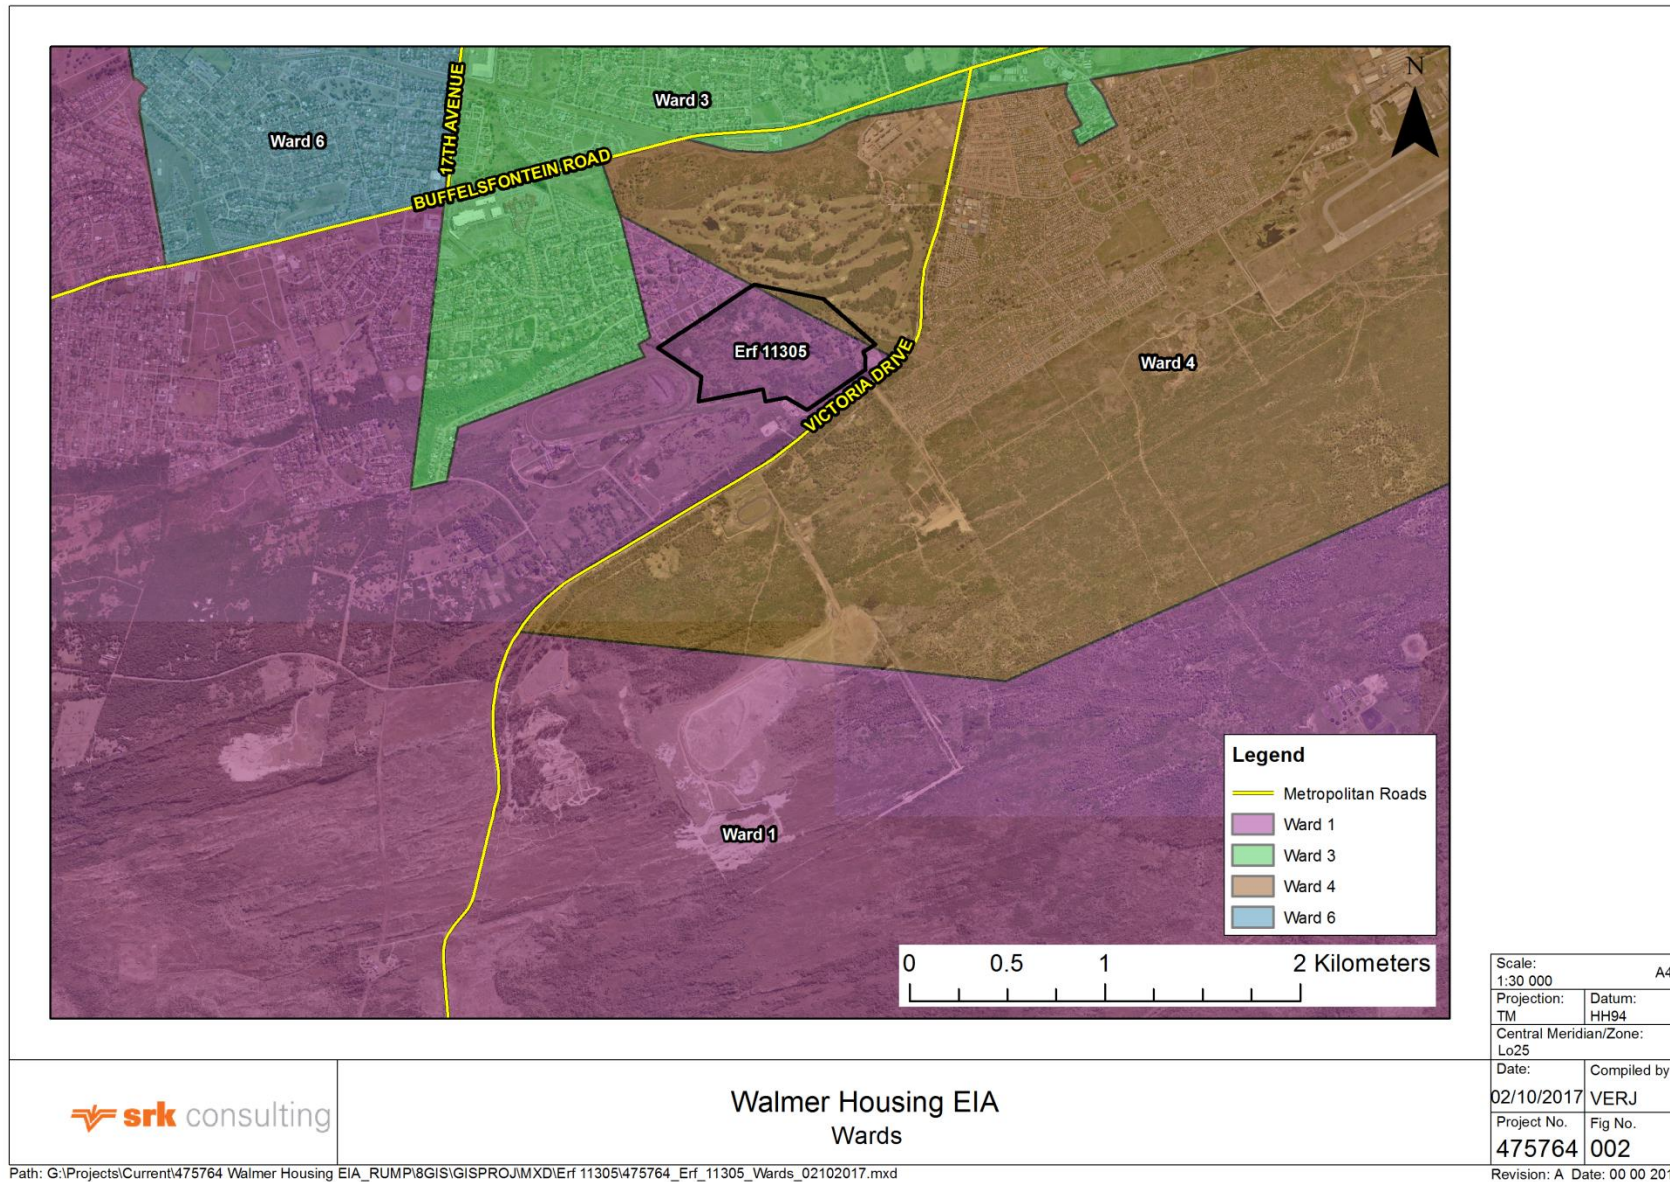 N
Ward 3
17TH AVENUE
Ward 6
BUFFELSFONTEIN ROAD
Erf 11305
Ward 4
VICTORIA DRIVE
Ward 1
Legend
Metropolitan Roads
Ward 1
Ward 3
Ward 4
Ward 6
0 0.5 1 2 Kilometers
Scale:
1:30 000 A4
Projection: Datum:
TM HH94
Central Meridian/Zone:
Lo25
Date: Compiled by
02/10/2017 VERJ
Project No. Fig No.
475764 002
srk consulting
Walmer Housing EIA
Wards
Path: G:\Projects\Current\475764 Walmer Housing EIA_RUMP\8GIS\GISPROJ\MXD\Erf 11305\475764_Erf_11305_Wards_02102017.mxd
Revision: A Date: 00 00 201